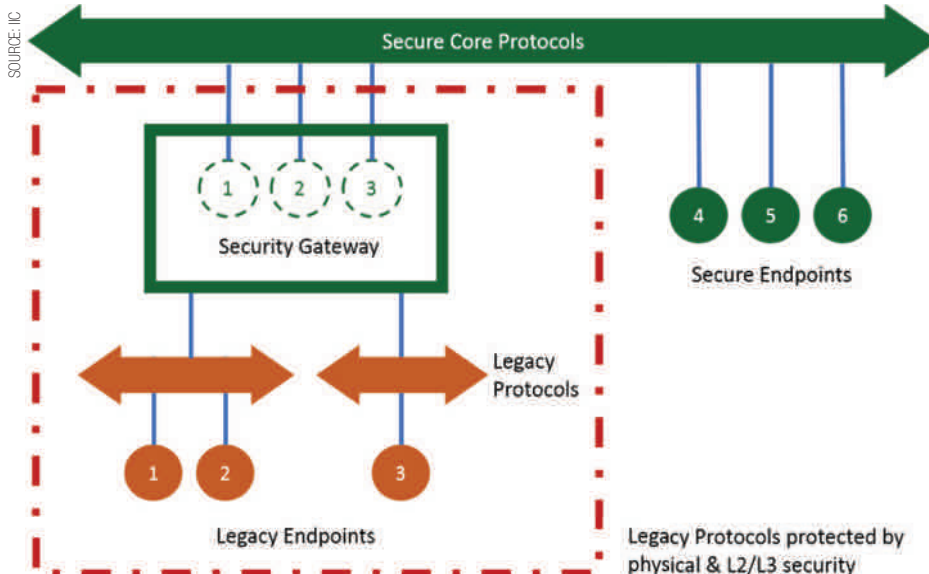 SOURCE: IIC
Secure Core Protocols
1 2 3
Security Gateway
4 5 6
Secure Endpoints
Legacy
Protocols
1 2 3
Legacy Endpoints
Legacy Protocols protected by
physical & L2/L3 security